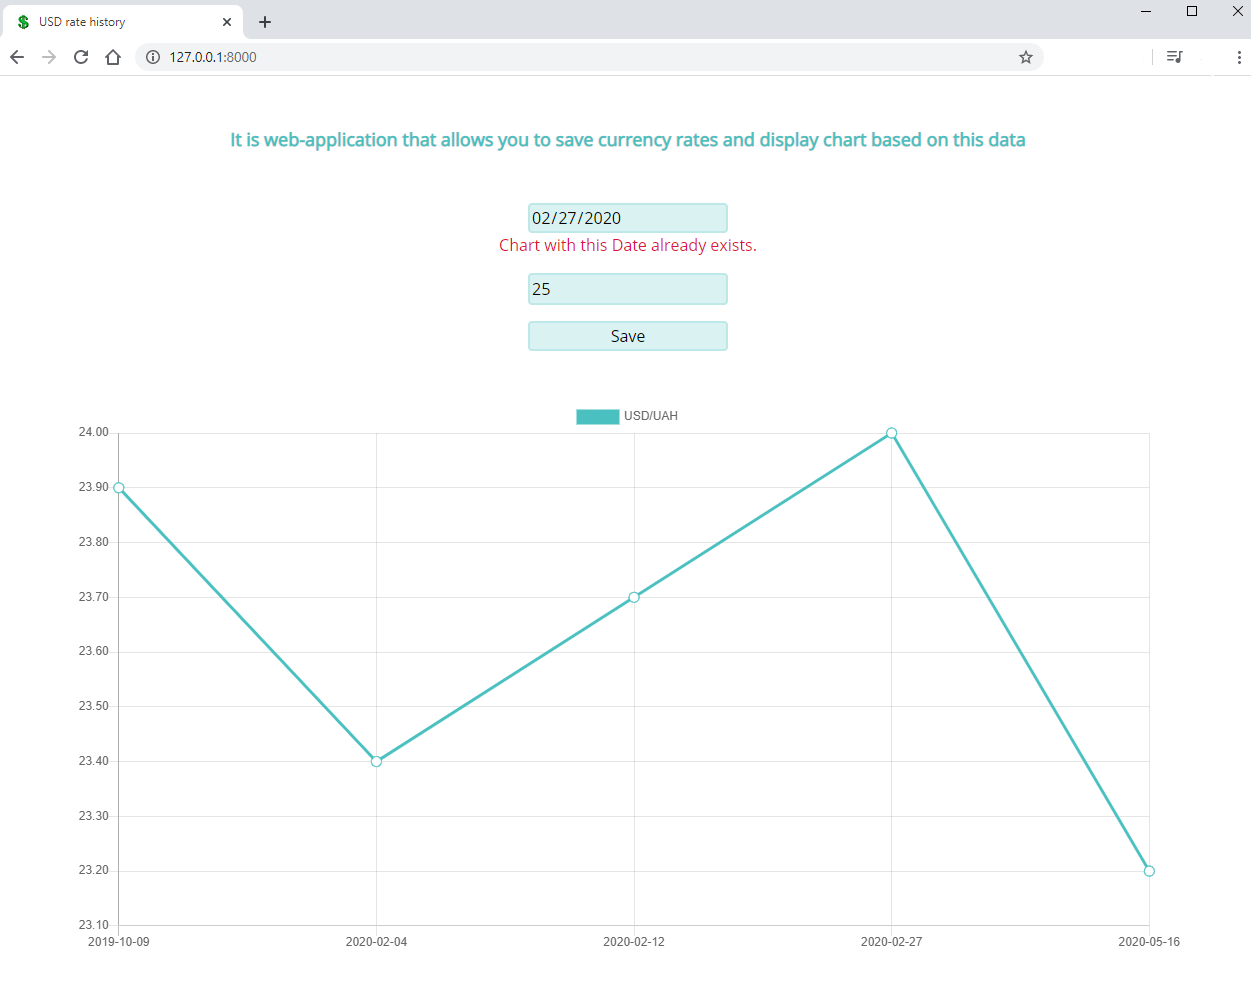 USD rate history
127.0.0.1:8000
It is web-application that allows you to save currency rates and display chart based on this data
02/27/2020
Chart with this Date already exists.
25
Save
USD/UAH
24.00
23.90
23.80
23.70
23.60
23.50
23.40
23.30
23.20
23.10
2019-10-09 2020-02-04 2020-02-12 2020-02-27 2020-05-16